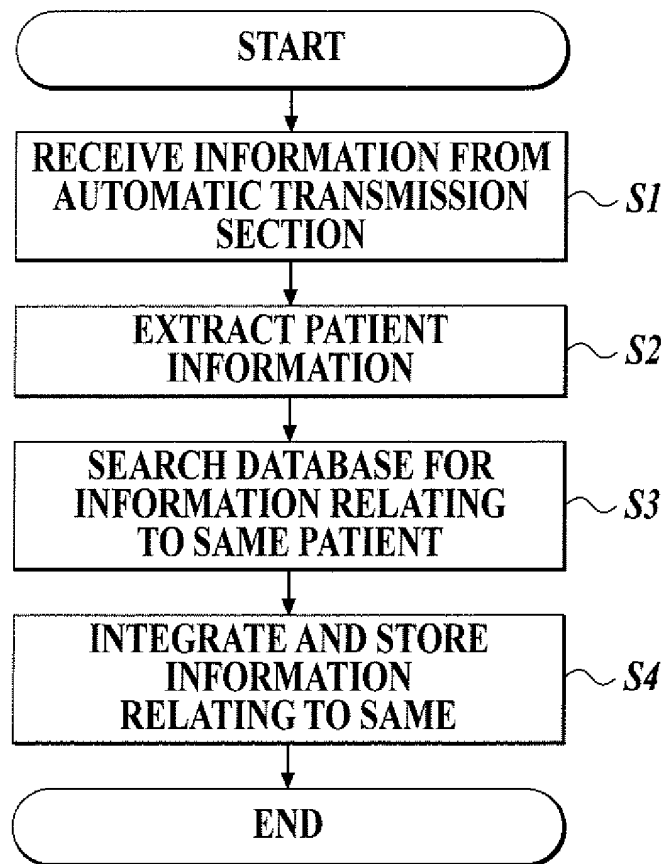 START
RECEIVE INFORMATION FROM
AUTOMATIC TRANSMISSION
SECTION
S1
EXTRACT PATIENT
INFORMATION
S2
SEARCH DATABASE FOR
INFORMATION RELATING
TO SAME PATIENT
S3
INTEGRATE AND STORE
INFORMATION
RELATING TO SAME
S4
END